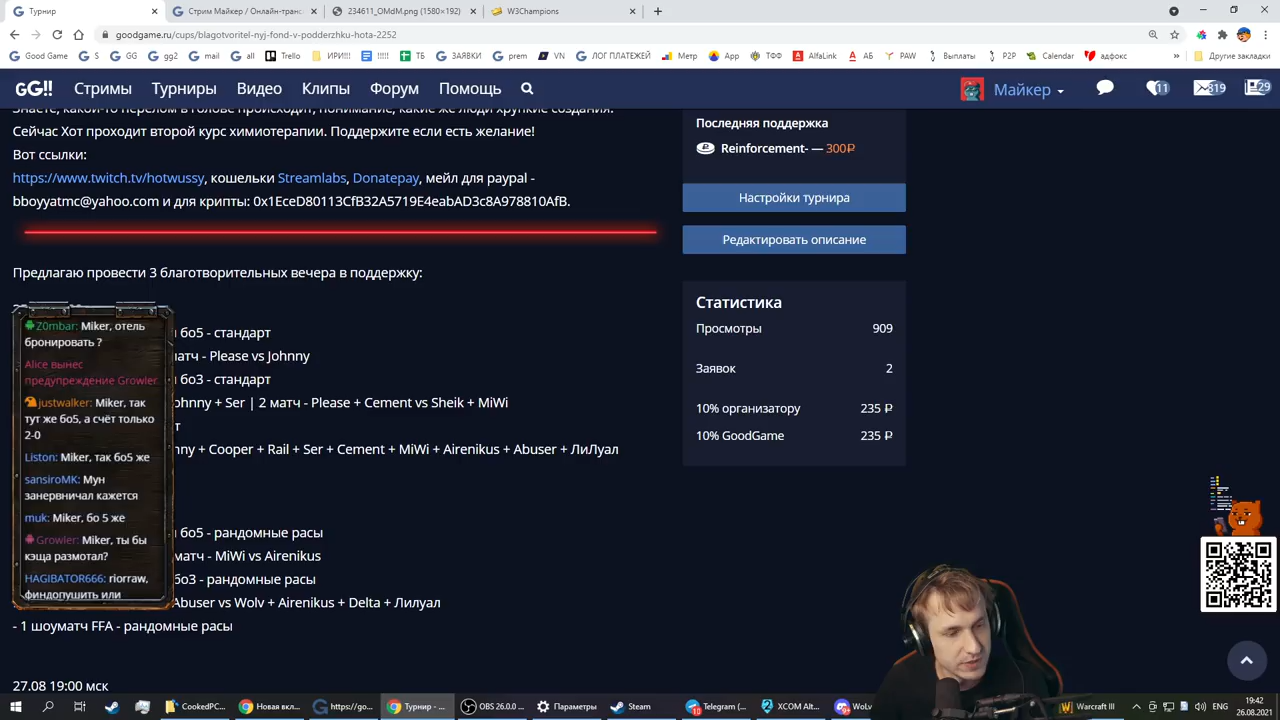 Турнир
Стрим Майкер / Онлайн-транс
234611_OMdM.png (1580×192)
W3Champions
goodgame.ru/cups/blagotvoritel-nyj-fond-v-podderzhku-hota-2252
Good Game
S
GG
gg2
mail
all
Trello
ИРИ!!!
!!!!
ТБ
ЗАЯВКИ
prem
VN
ЛОГ ПЛАТЕЖЕЙ
Метр
App
ТФФ
AlfaLink
АБ
PAW
Выплаты
P2P
Calendar
адфокс
Другие закладки
GG!!
Стримы
Турниры
Видео
Клипы
Форум
Помощь
Майкер
11
819
29
Знаете, какой-то в голове происходит, понимание, какие же люди хрупкие создания.
Сейчас Хот проходит второй курс химиотерапии. Поддержите если есть желание!
Вот ссылки:
https://www.twitch.tv/hotwussy, кошельки Streamlabs, Donatepay, мейл для paypal -
bboyyatmc@yahoo.com и для крипты: 0x1EceD80113CfB32A5719E4eabAD3c8A978810AfB.
Предлагаю провести 3 благотворительных вечера в поддержку:
бо5 - стандарт
матч - Please vs Johnny
бо3 - стандарт
ohnny + Ser | 2 матч - Please + Cement vs Sheik + MiWi
nny + Cooper + Rail + Ser + Cement + MiWi + Airenikus + Abuser + ЛиЛуал
бо5 - рандомные расы
матч - MiWi vs Airenikus
бо3 - рандомные расы
Abuser vs Wolv + Airenikus + Delta + Лилуал
- 1 шоуматч FFA - рандомные расы
27.08 19:00 мск
Z0mbar: Miker, отель
бронировать ?
Alice вынес
предупреждение Growler
justwalker: Miker, так
тут же бо5, а счёт только
2-0
Liston: Miker, так бо5 же
sansiroMK: Мун
занервничал кажется
muk: Miker, бо 5 же
Growler: Miker, ты бы
кэща размотал?
HAGIBATOR666: riorraw,
финдопушить или
Последняя поддержка
Reinforcement- — 300₽
Настройки турнира
Редактировать описание
Статистика
Просмотры 909
Заявок 2
10% организатору 235 ₽
10% GoodGame 235 ₽
CookedPC...
Новая вкл...
https://go...
Турнир - ...
OBS 26.0.0 ...
Параметры
Steam
Telegram (...
XCOM Alt...
Wolv
Warcraft III
19:42
26.08.2021